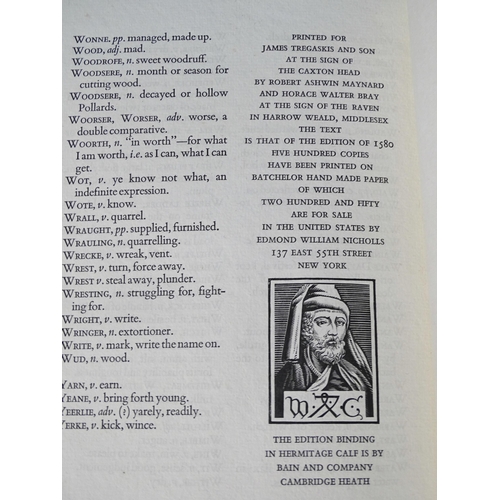 WONNE. pp. managed, made up.
WOOD, adj. mad.
WOODROFE, n. sweet woodruff.
WOODSERE, n. month or season for
cutting wood.
WOODSERE, n. decayed or hollow
Pollards.
WOORSER, WORSER, adv. worse, a
double comparative.
WOORTH, n. “in worth”—for what
I am worth, i.e. as I can, what I can
get.
WOT, v. ye know not what, an
indefinite expression.
WOTE, v. know.
WRALL, v. quarrel.
WRAUGHT, pp. supplied, furnished.
WRAULING, n. quarrelling.
WRECKE, v. wreak, vent.
WREST, v. turn, force away.
WREST v. steal away, plunder.
WRESTING, n. struggling for, fight-
ing for.
WRIGHT, v. write.
WRINGER, n. extortioner.
WRITE, v. mark, write the name on.
WUD, n. wood.
YARN, v. earn.
YEANE, v. bring forth young.
YEERLIE, adv. (?) yarely, readily.
YERKE, v. kick, wince.
PRINTED FOR
JAMES TREGASKIS AND SON
AT THE SIGN OF
THE CAXTON HEAD
BY ROBERT ASHWIN MAYNARD
AND HORACE WALTER BRAY
AT THE SIGN OF THE RAVEN
IN HARROW WEALD, MIDDLESEX
THE TEXT
IS THAT OF THE EDITION OF 1580
FIVE HUNDRED COPIES
HAVE BEEN PRINTED ON
BATCHELOR HAND MADE PAPER
OF WHICH
TWO HUNDRED AND FIFTY
ARE FOR SALE
IN THE UNITED STATES BY
EDMOND WILLIAM NICHOLLS
137 EAST 55TH STREET
NEW YORK
W C
THE EDITION BINDING
IN HERMITAGE CALF IS BY
BAIN AND COMPANY
CAMBRIDGE HEATH